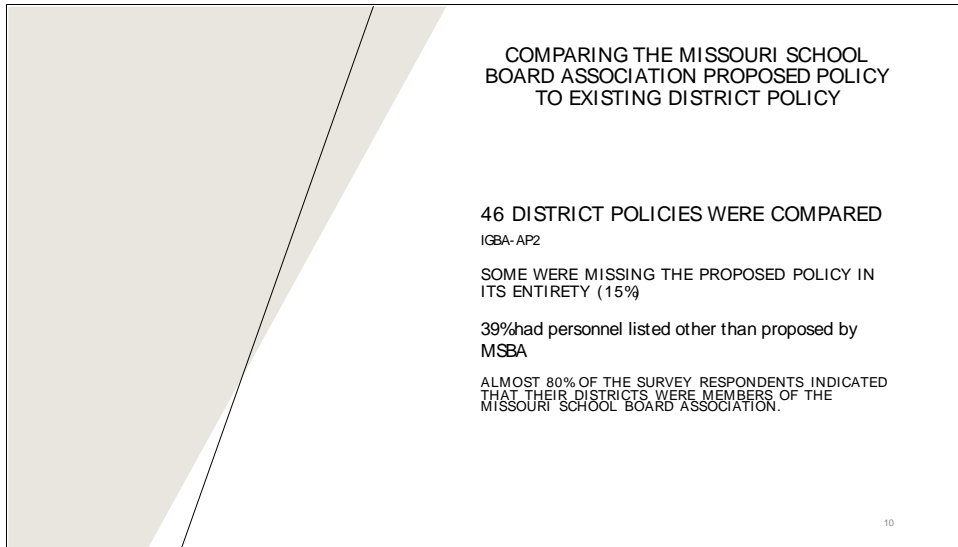 COMPARING THE MISSOURI SCHOOL
BOARD ASSOCIATION PROPOSED POLICY
TO EXISTING DISTRICT POLICY
46 DISTRICT POLICIES WERE COMPARED
IGBA-AP2
SOME WERE MISSING THE PROPOSED POLICY IN
ITS ENTIRETY (15%)
39%had personnel listed other than proposed by
MSBA
ALMOST 80% OF THE SURVEY RESPONDENTS INDICATED
THAT THEIR DISTRICTS WERE MEMBERS OF THE
MISSOURI SCHOOL BOARD ASSOCIATION.
10